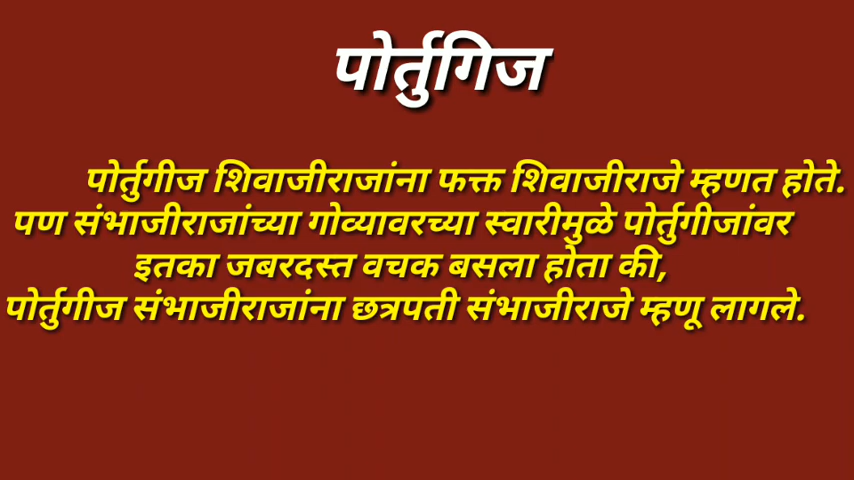 पोर्तुगिज
पोर्तुगीज शिवाजीराजांना फक्त शिवाजीराजे म्हणत होते.
पण संभाजीराजांच्या गोव्यावरच्या स्वारीमुळे पोर्तुगीजांवर
इतका जबरदस्त वचक बसला होता की,
पोर्तुगीज संभाजीराजांना छत्रपती संभाजीराजे म्हणू लागले.